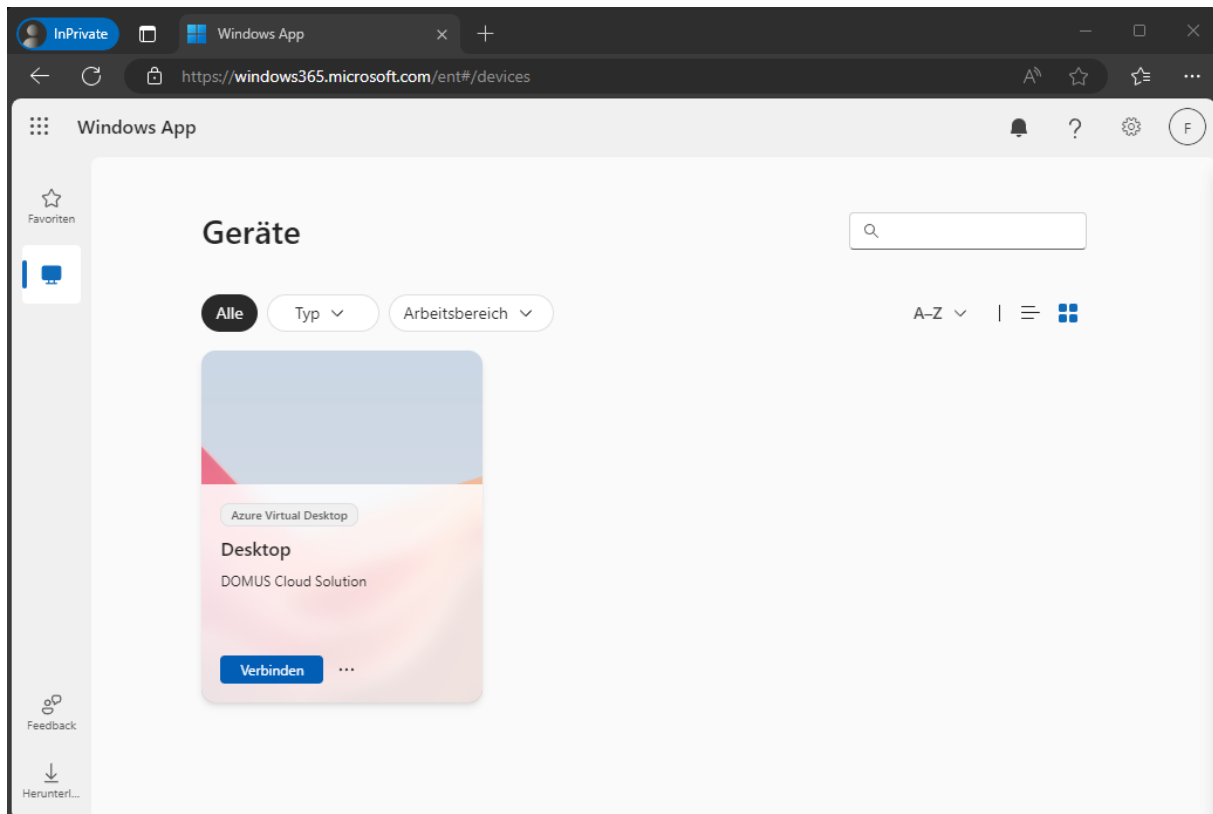 InPrivate
Windows App
https://windows365.microsoft.com/ent#/devices
Windows App
F
Favoriten
Geräte
Alle
Typ
Arbeitsbereich
A–Z
Azure Virtual Desktop
Desktop
DOMUS Cloud Solution
Verbinden
Feedback
Herunterl...